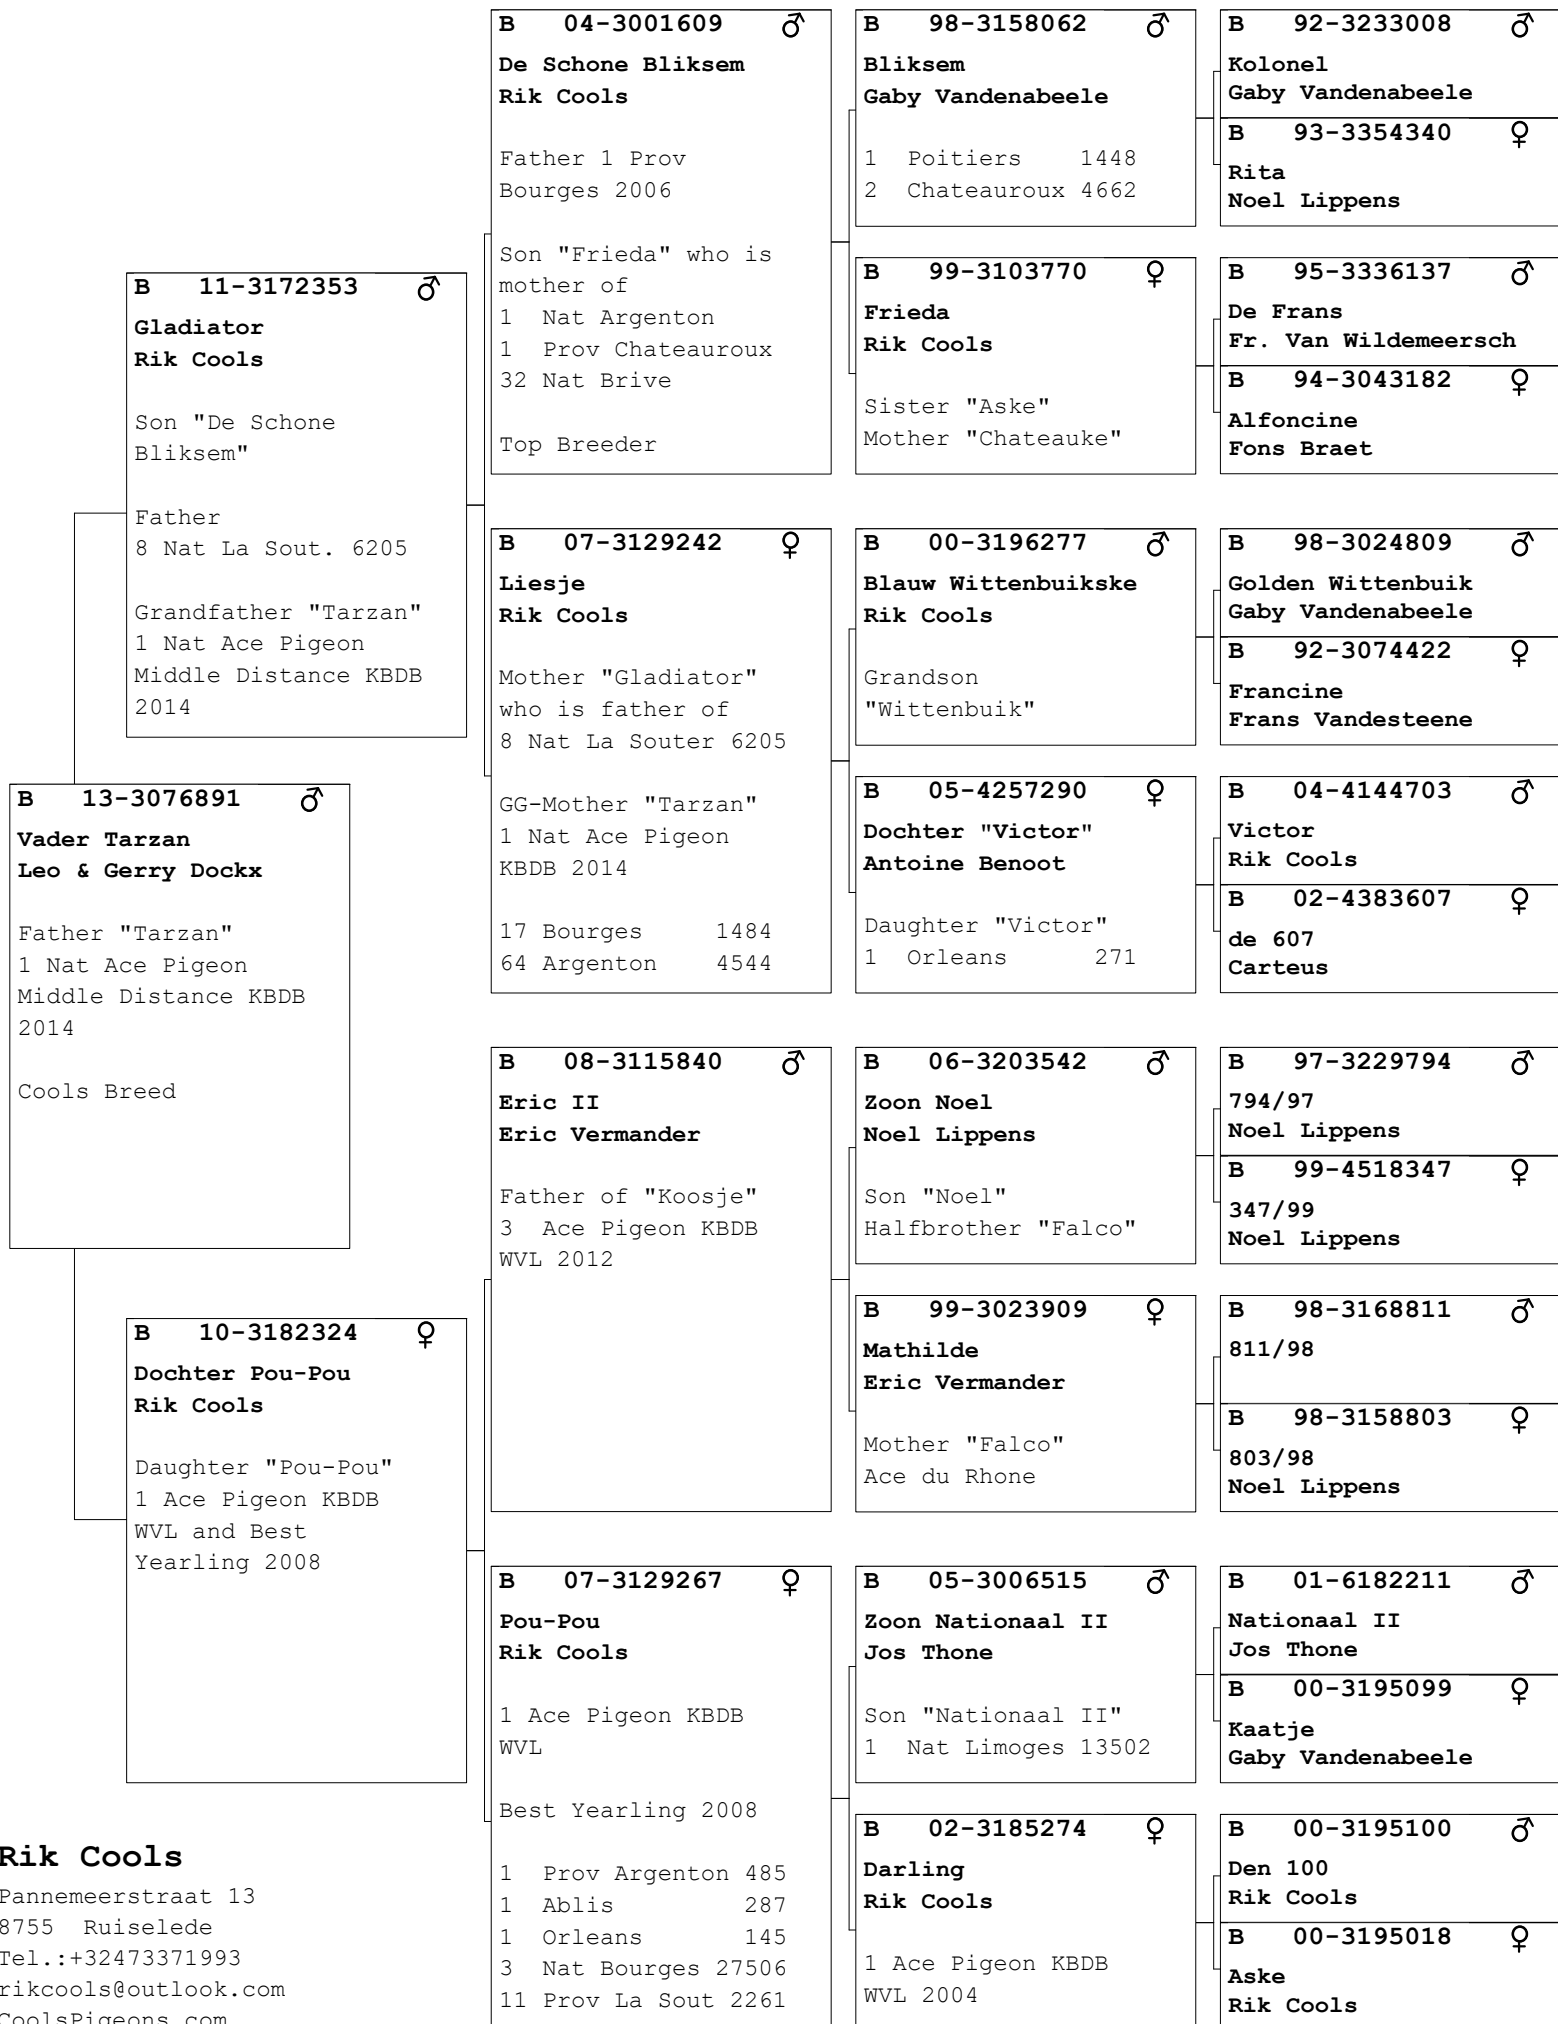 B 13-3076891 ♂
Vader Tarzan
Leo & Gerry Dockx
Father "Tarzan"
1 Nat Ace Pigeon
Middle Distance KBDB
2014
Cools Breed
B 11-3172353 ♂
Gladiator
Rik Cools
Son "De Schone
Bliksem"
Father
8 Nat La Sout. 6205
Grandfather "Tarzan"
1 Nat Ace Pigeon
Middle Distance KBDB
2014
B 10-3182324 ♀
Dochter Pou-Pou
Rik Cools
Daughter "Pou-Pou"
1 Ace Pigeon KBDB
WVL and Best
Yearling 2008
B 04-3001609 ♂
De Schone Bliksem
Rik Cools
Father 1 Prov
Bourges 2006
Son "Frieda" who is
mother of
1 Nat Argenton
1 Prov Chateauroux
32 Nat Brive
Top Breeder
B 07-3129242 ♀
Liesje
Rik Cools
Mother "Gladiator"
who is father of
8 Nat La Souter 6205
GG-Mother "Tarzan"
1 Nat Ace Pigeon
KBDB 2014
17 Bourges 1484
64 Argenton 4544
B 08-3115840 ♂
Eric II
Eric Vermander
Father of "Koosje"
3 Ace Pigeon KBDB
WVL 2012
B 07-3129267 ♀
Pou-Pou
Rik Cools
1 Ace Pigeon KBDB
WVL
Best Yearling 2008
1 Prov Argenton 485
1 Ablis 287
1 Orleans 145
3 Nat Bourges 27506
11 Prov La Sout 2261
B 98-3158062 ♂
Bliksem
Gaby Vandenabeele
1 Poitiers 1448
2 Chateauroux 4662
B 99-3103770 ♀
Frieda
Rik Cools
Sister "Aske"
Mother "Chateauke"
B 00-3196277 ♂
Blauw Wittenbuikske
Rik Cools
Grandson
"Wittenbuik"
B 05-4257290 ♀
Dochter "Victor"
Antoine Benoot
Daughter "Victor"
1 Orleans 271
B 06-3203542 ♂
Zoon Noel
Noel Lippens
Son "Noel"
Halfbrother "Falco"
B 99-3023909 ♀
Mathilde
Eric Vermander
Mother "Falco"
Ace du Rhone
B 05-3006515 ♂
Zoon Nationaal II
Jos Thone
Son "Nationaal II"
1 Nat Limoges 13502
B 02-3185274 ♀
Darling
Rik Cools
1 Ace Pigeon KBDB
WVL 2004
B 92-3233008 ♂
Kolonel
Gaby Vandenabeele
B 93-3354340 ♀
Rita
Noel Lippens
B 95-3336137 ♂
De Frans
Fr. Van Wildemeersch
B 94-3043182 ♀
Alfoncine
Fons Braet
B 98-3024809 ♂
Golden Wittenbuik
Gaby Vandenabeele
B 92-3074422 ♀
Francine
Frans Vandesteene
B 04-4144703 ♂
Victor
Rik Cools
B 02-4383607 ♀
de 607
Carteus
B 97-3229794 ♂
794/97
Noel Lippens
B 99-4518347 ♀
347/99
Noel Lippens
B 98-3168811 ♂
811/98
B 98-3158803 ♀
803/98
Noel Lippens
B 01-6182211 ♂
Nationaal II
Jos Thone
B 00-3195099 ♀
Kaatje
Gaby Vandenabeele
B 00-3195100 ♂
Den 100
Rik Cools
B 00-3195018 ♀
Aske
Rik Cools
Rik Cools
Pannemeerstraat 13
8755 Ruiselede
Tel.:+32473371993
rikcools@outlook.com
CoolsPigeons.com